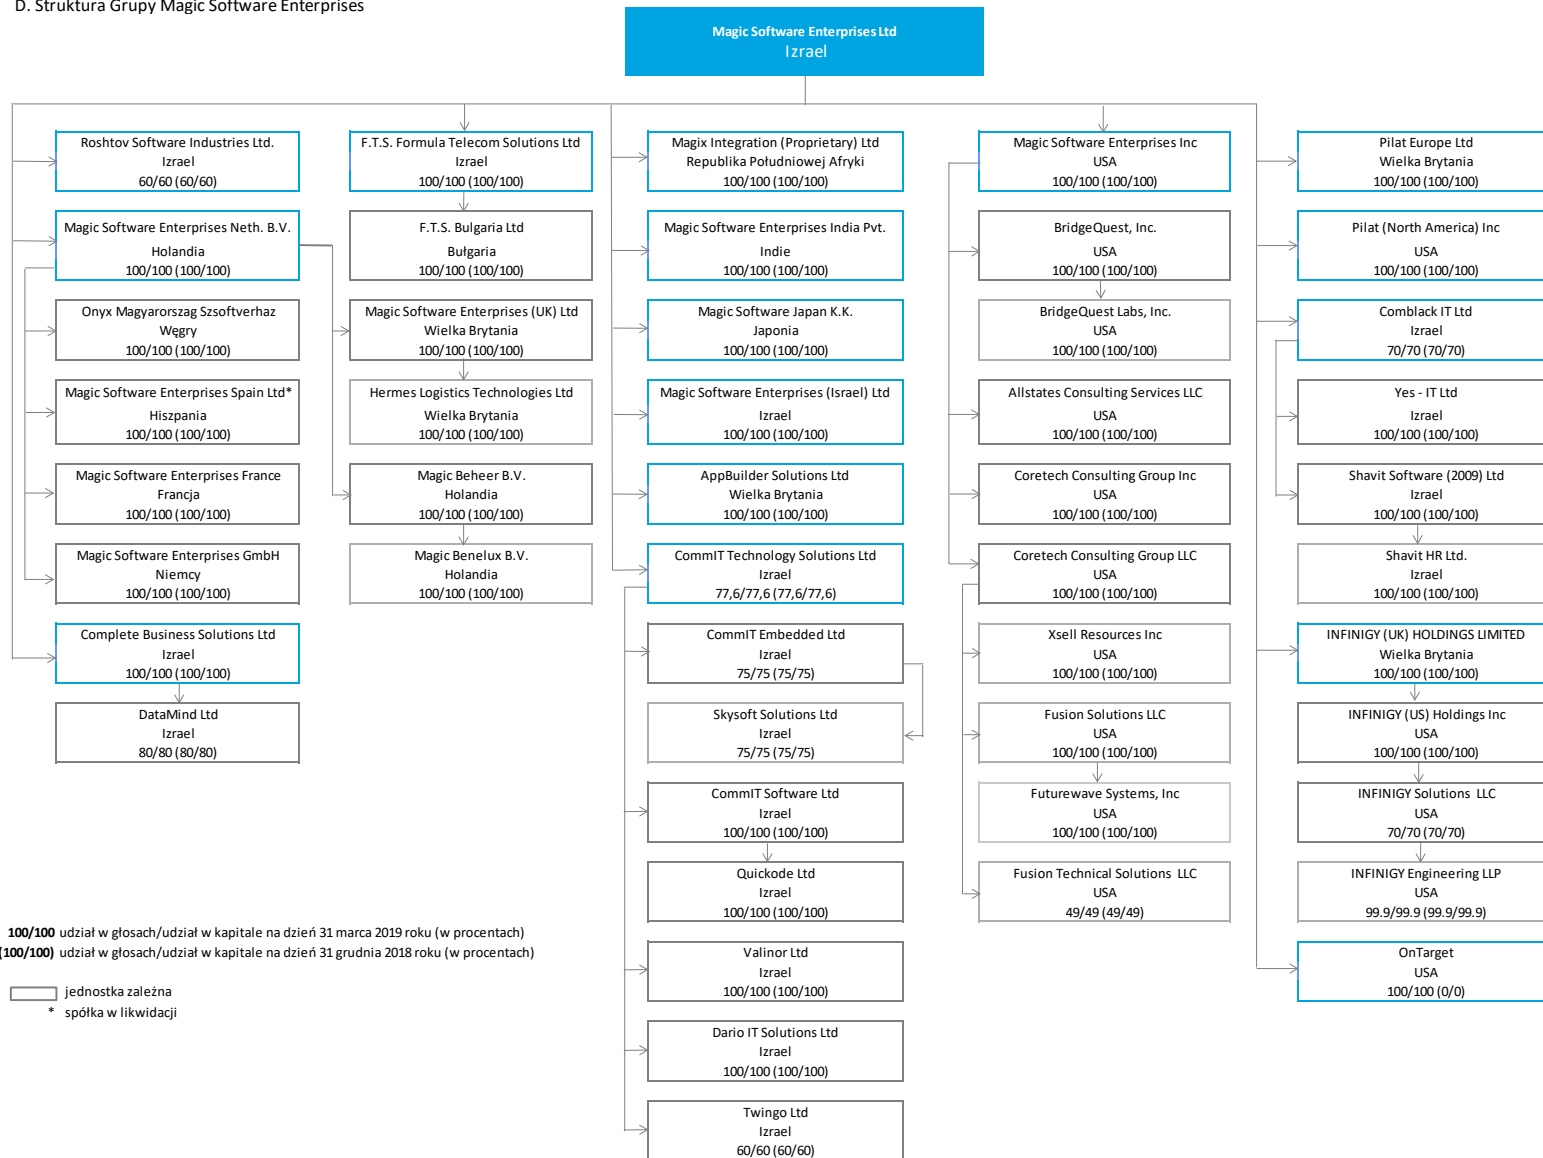 D. Struktura Grupy Magic Software Enterprises
Magic Software Enterprises Ltd
Izrael
Roshtov Software Industries Ltd.
Izrael
60/60 (60/60)
Magic Software Enterprises Neth. B.V.
Holandia
100/100 (100/100)
Onyx Magyarorszag Szsoftverhaz
Węgry
100/100 (100/100)
Magic Software Enterprises Spain Ltd*
Hiszpania
100/100 (100/100)
Magic Software Enterprises France
Francja
100/100 (100/100)
Magic Software Enterprises GmbH
Niemcy
100/100 (100/100)
Complete Business Solutions Ltd
Izrael
100/100 (100/100)
DataMind Ltd
Izrael
80/80 (80/80)
F.T.S. Formula Telecom Solutions Ltd
Izrael
100/100 (100/100)
F.T.S. Bulgaria Ltd
Bułgaria
100/100 (100/100)
Magic Software Enterprises (UK) Ltd
Wielka Brytania
100/100 (100/100)
Hermes Logistics Technologies Ltd
Wielka Brytania
100/100 (100/100)
Magic Beheer B.V.
Holandia
100/100 (100/100)
Magic Benelux B.V.
Holandia
100/100 (100/100)
Magix Integration (Proprietary) Ltd
Republika Południowej Afryki
100/100 (100/100)
Magic Software Enterprises India Pvt.
Indie
100/100 (100/100)
Magic Software Japan K.K.
Japonia
100/100 (100/100)
Magic Software Enterprises (Israel) Ltd
Izrael
100/100 (100/100)
AppBuilder Solutions Ltd
Wielka Brytania
100/100 (100/100)
CommIT Technology Solutions Ltd
Izrael
77,6/77,6 (77,6/77,6)
CommIT Embedded Ltd
Izrael
75/75 (75/75)
Skysoft Solutions Ltd
Izrael
75/75 (75/75)
CommIT Software Ltd
Izrael
100/100 (100/100)
Quickode Ltd
Izrael
100/100 (100/100)
Valinor Ltd
Izrael
100/100 (100/100)
Dario IT Solutions Ltd
Izrael
100/100 (100/100)
Twingo Ltd
Izrael
60/60 (60/60)
Magic Software Enterprises Inc
USA
100/100 (100/100)
BridgeQuest, Inc.
USA
100/100 (100/100)
BridgeQuest Labs, Inc.
USA
100/100 (100/100)
Allstates Consulting Services LLC
USA
100/100 (100/100)
Coretech Consulting Group Inc
USA
100/100 (100/100)
Coretech Consulting Group LLC
USA
100/100 (100/100)
Xsell Resources Inc
USA
100/100 (100/100)
Fusion Solutions LLC
USA
100/100 (100/100)
Futurewave Systems, Inc
USA
100/100 (100/100)
Fusion Technical Solutions LLC
USA
49/49 (49/49)
Pilat Europe Ltd
Wielka Brytania
100/100 (100/100)
Pilat (North America) Inc
USA
100/100 (100/100)
Comblack IT Ltd
Izrael
70/70 (70/70)
Yes - IT Ltd
Izrael
100/100 (100/100)
Shavit Software (2009) Ltd
Izrael
100/100 (100/100)
Shavit HR Ltd.
Izrael
100/100 (100/100)
INFINIGY (UK) HOLDINGS LIMITED
Wielka Brytania
100/100 (100/100)
INFINIGY (US) Holdings Inc
USA
100/100 (100/100)
INFINIGY Solutions LLC
USA
70/70 (70/70)
INFINIGY Engineering LLP
USA
99.9/99.9 (99.9/99.9)
OnTarget
USA
100/100 (0/0)
100/100 udział w głosach/udział w kapitale na dzień 31 marca 2019 roku (w procentach)
(100/100) udział w głosach/udział w kapitale na dzień 31 grudnia 2018 roku (w procentach)
jednostka zależna
* spółka w likwidacji